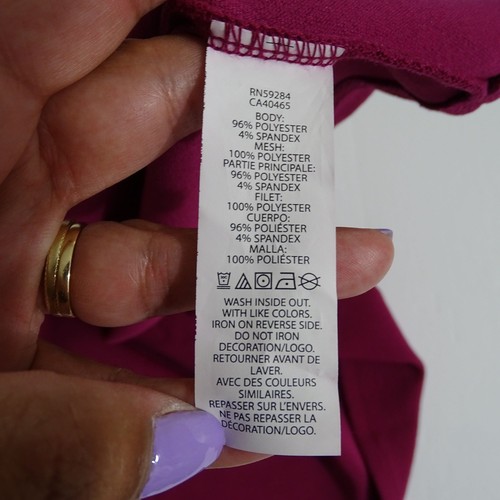 RN59284
CA40465
BODY:
96% POLYESTER
4% SPANDEX
MESH:
100% POLYESTER
PARTIE PRINCIPALE:
96% POLYESTER
4% SPANDEX
FILET:
100% POLYESTER
CUERPO:
96% POLIÉSTER
4% SPANDEX
MALLA:
100% POLIÉSTER
WASH INSIDE OUT.
WITH LIKE COLORS.
IRON ON REVERSE SIDE.
DO NOT IRON
DECORATION/LOGO.
RETOURNER AVANT DE
LAVER.
AVEC DES COULEURS
SIMILAIRES.
REPASSER SUR L'ENVERS.
NE PAS REPASSER LA
DÉCORATION/LOGO.